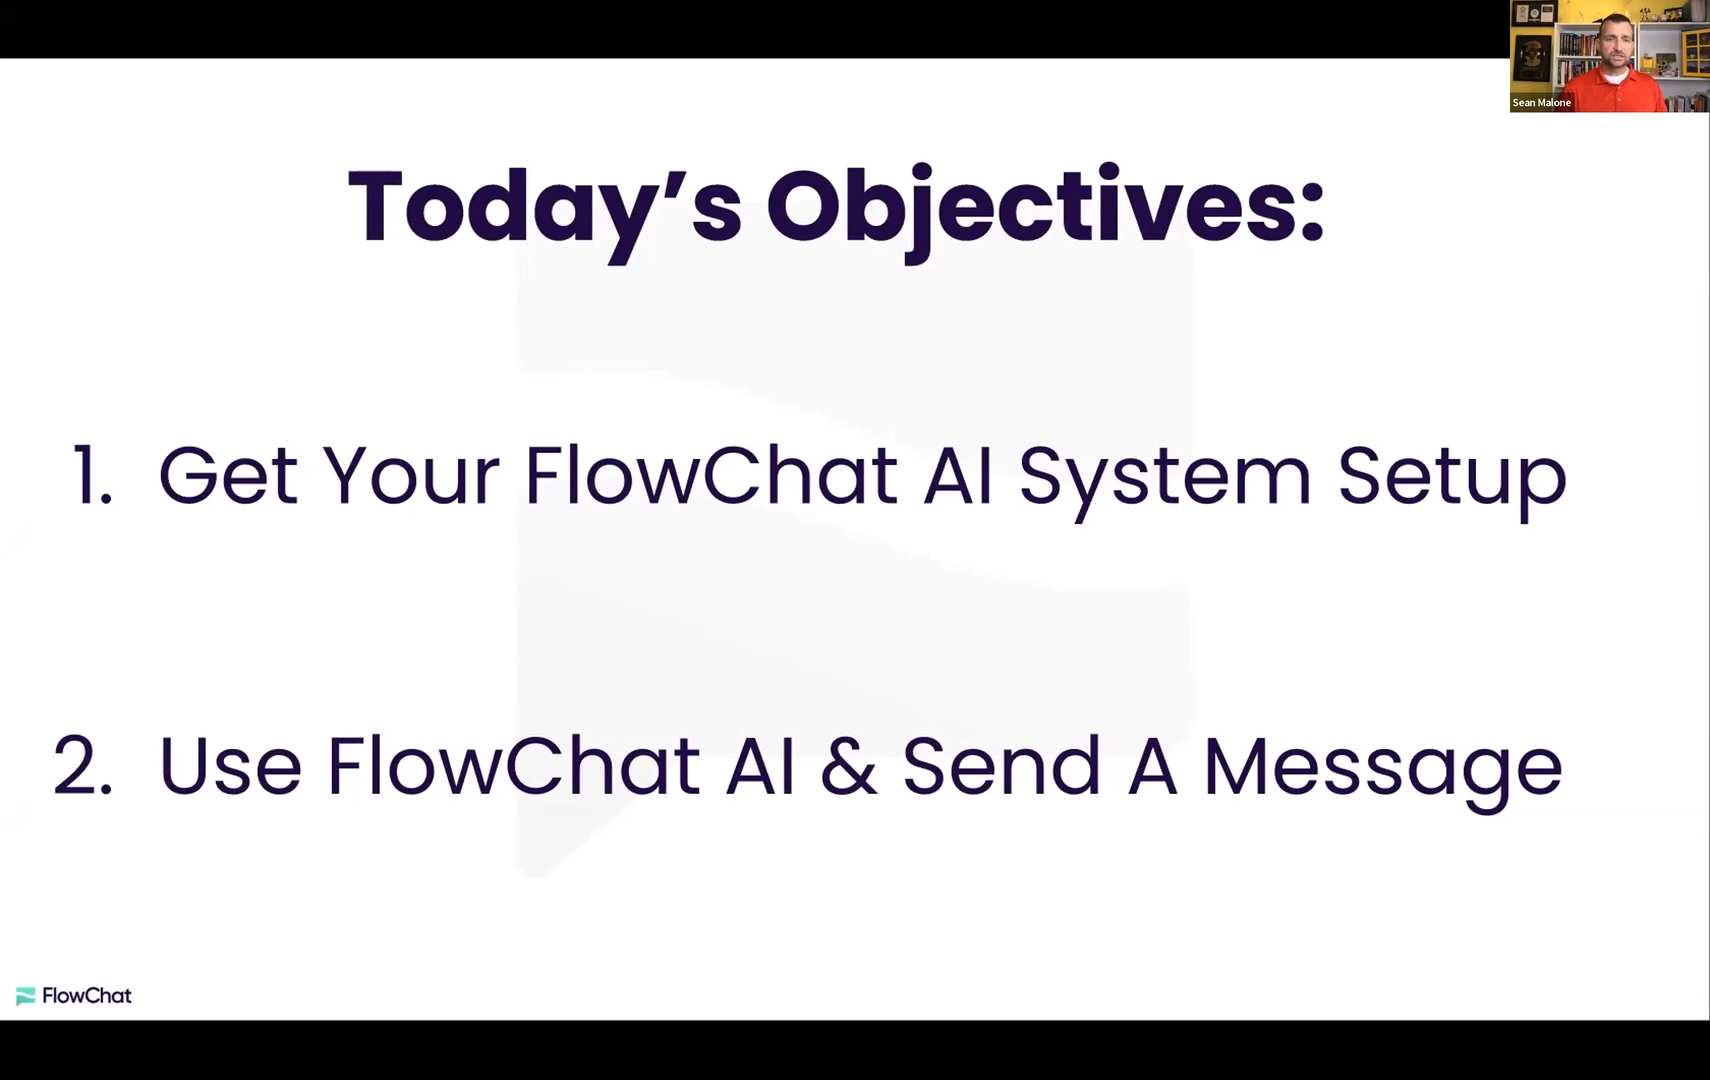 Sean Malone
Today’s Objectives:
1. Get Your FlowChat AI System Setup
2. Use FlowChat AI & Send A Message
FlowChat